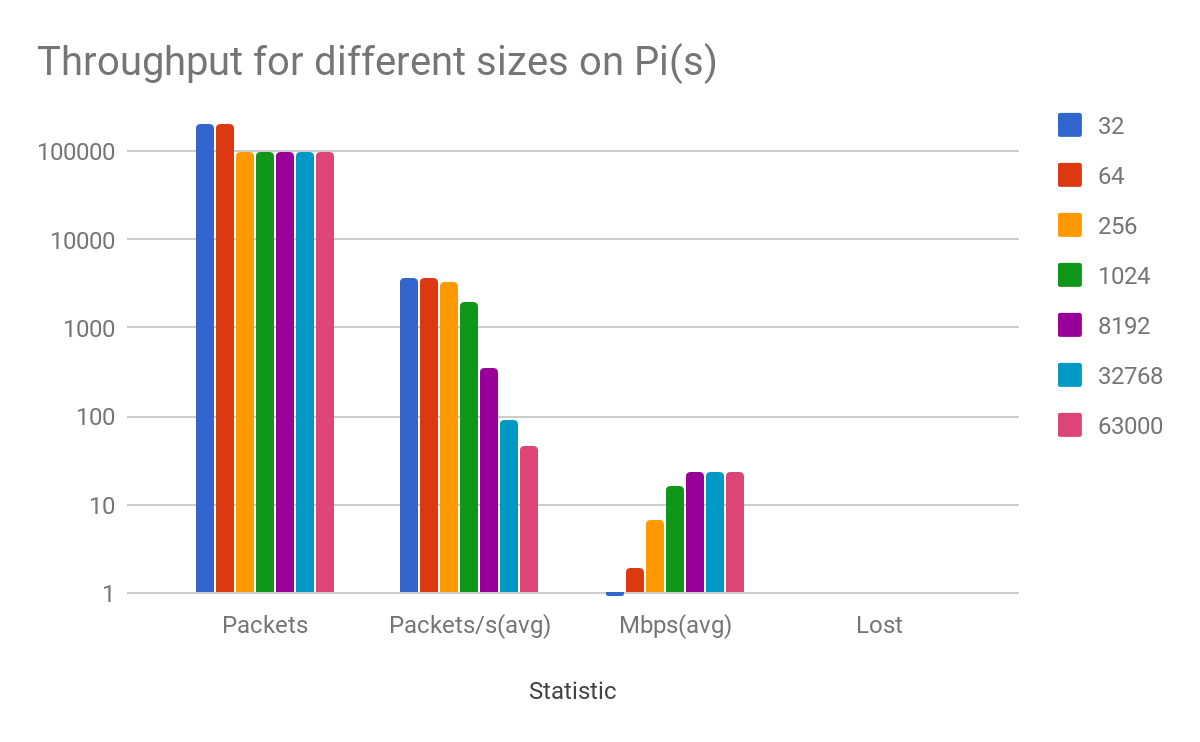 Throughput for different sizes on Pi(s)
100000
10000
1000
100
10
1
Packets
Packets/s(avg)
Mbps(avg)
Lost
Statistic
32
64
256
1024
8192
32768
63000